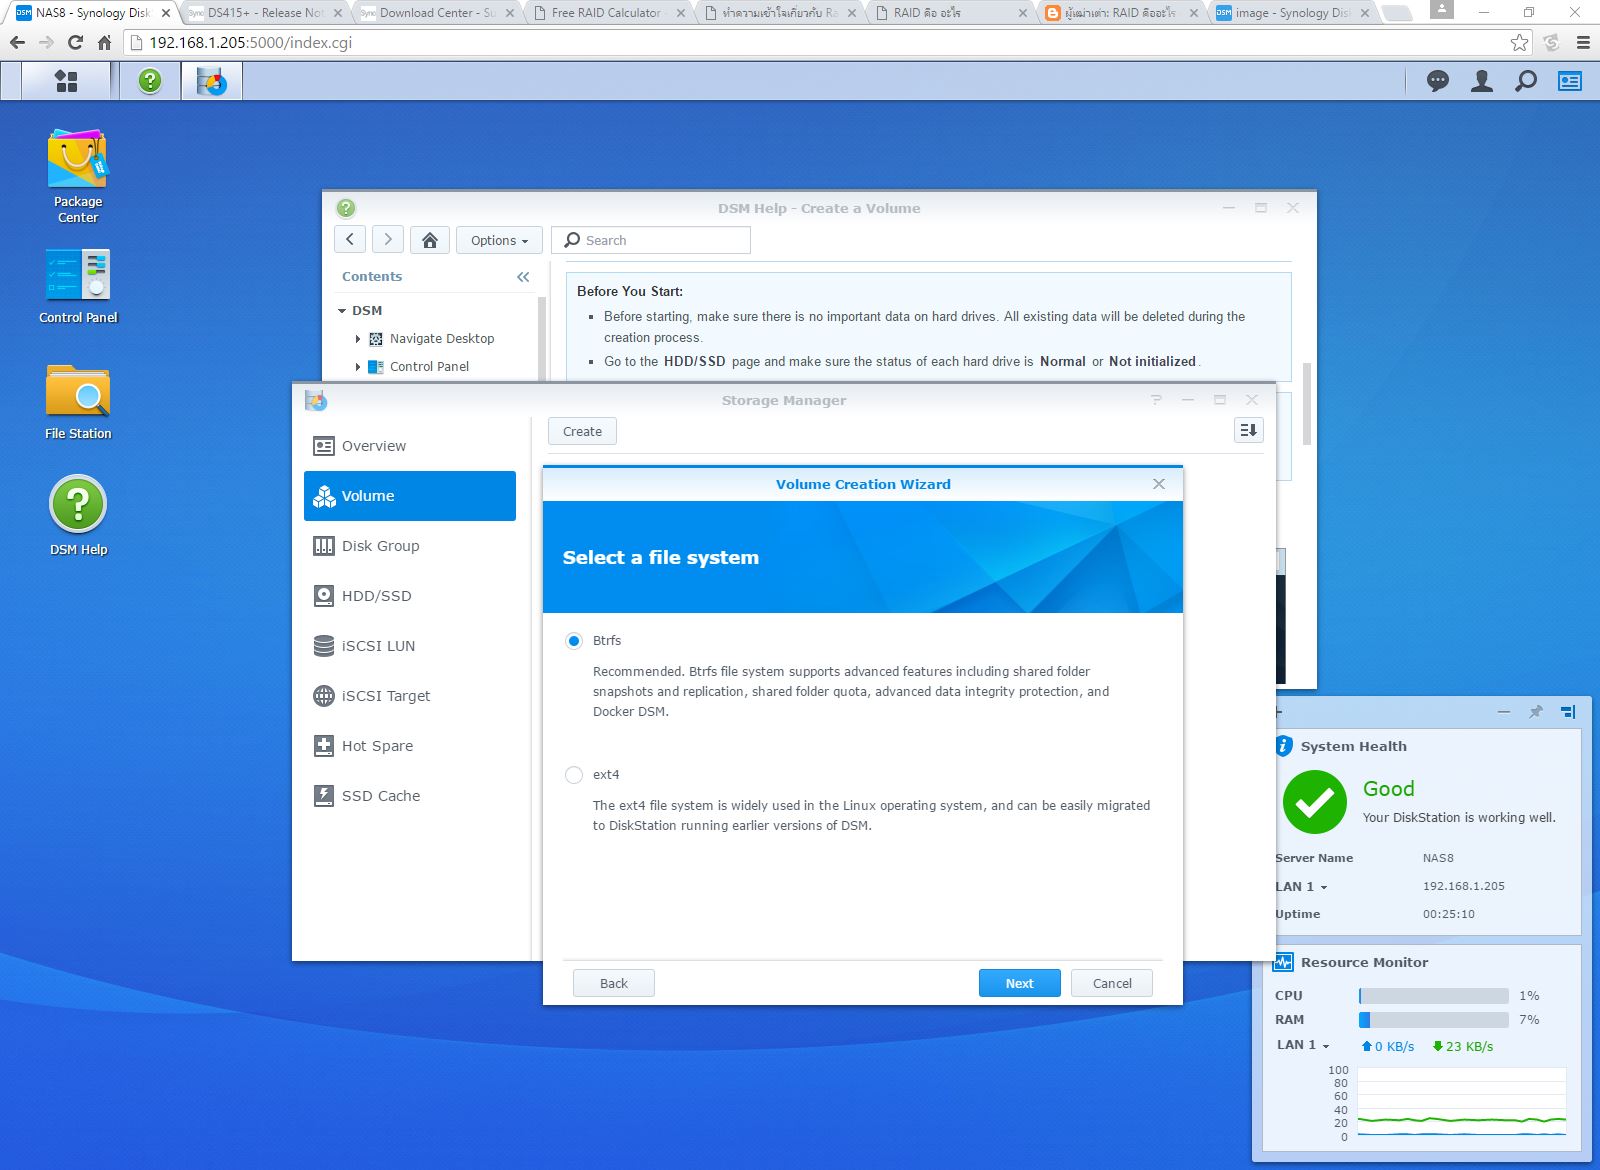 NAS8 - Synology Disk
DS415+ - Release Not
Download Center - Su
Free RAID Calculator -
ทำความเข้าใจเกี่ยวกับ Ra
RAID คือ อะไร
ผู้เฒ่าเต่า: RAID คืออะไร
image - Synology Disk
192.168.1.205:5000/index.cgi
Package
Center
Control Panel
File Station
DSM Help
DSM Help - Create a Volume
Options
Search
Contents
DSM
Navigate Desktop
Control Panel
Before You Start:
Before starting, make sure there is no important data on hard drives. All existing data will be deleted during the
creation process.
Go to the HDD/SSD page and make sure the status of each hard drive is Normal or Not initialized.
Storage Manager
Overview
Volume
Disk Group
HDD/SSD
iSCSI LUN
iSCSI Target
Hot Spare
SSD Cache
Create
Volume Creation Wizard
Select a file system
Btrfs
Recommended. Btrfs file system supports advanced features including shared folder
snapshots and replication, shared folder quota, advanced data integrity protection, and
Docker DSM.
ext4
The ext4 file system is widely used in the Linux operating system, and can be easily migrated
to DiskStation running earlier versions of DSM.
Back
Next
Cancel
System Health
Good
Your DiskStation is working well.
Server Name NAS8
LAN 1 192.168.1.205
Uptime 00:25:10
Resource Monitor
CPU 1%
RAM 7%
LAN 1 0 KB/s 23 KB/s
100
80
60
40
20
0